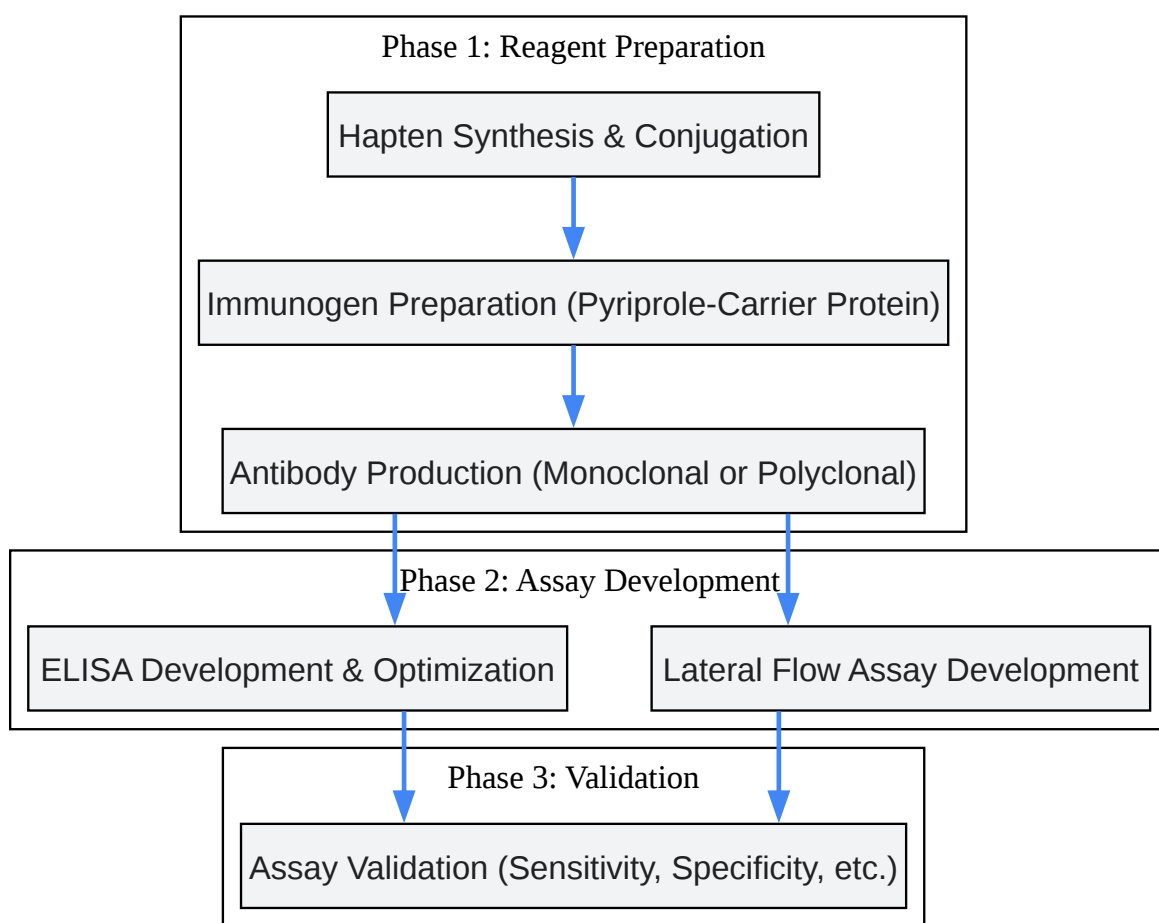 Phase 1: Reagent Preparation
Hapten Synthesis & Conjugation
Immunogen Preparation (Pyriprole-Carrier Protein)
Antibody Production (Monoclonal or Polyclonal)
Phase 2: Assay Development
ELISA Development & Optimization
Lateral Flow Assay Development
Phase 3: Validation
Assay Validation (Sensitivity, Specificity, etc.)